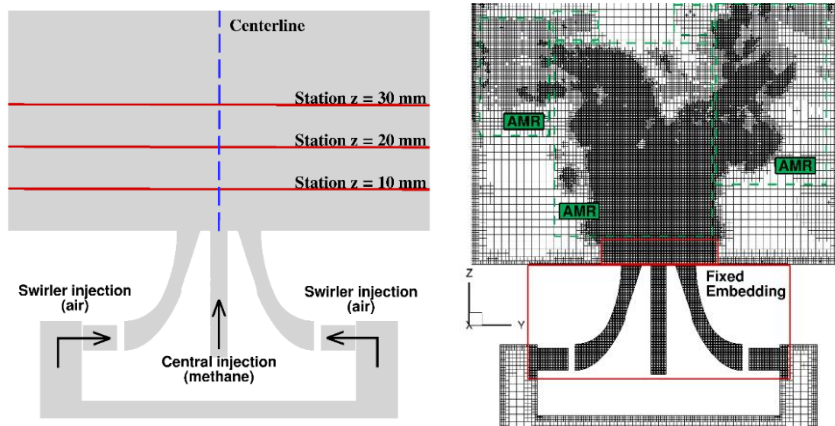 Centerline
Station z = 30 mm
Station z = 20 mm
Station z = 10 mm
Swirler injection
(air)
Swirler injection
(air)
Central injection
(methane)
AMR
AMR
AMR
Fixed
Embedding
Z
X
Y